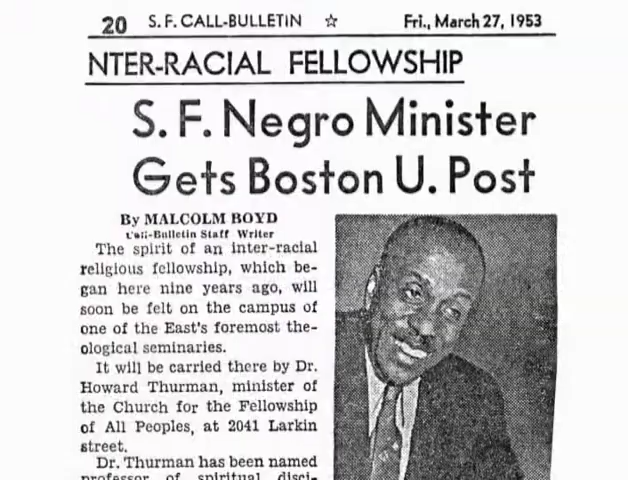 20 S. F. CALL-BULLETIN ☆ Fri., March 27, 1953
NTER-RACIAL FELLOWSHIP
S. F. Negro Minister
Gets Boston U. Post
By MALCOLM BOYD
Call-Bulletin Staff Writer
The spirit of an inter-racial
religious fellowship, which be-
gan here nine years ago, will
soon be felt on the campus of
one of the East's foremost the-
ological seminaries.
It will be carried there by Dr.
Howard Thurman, minister of
the Church for the Fellowship
of All Peoples, at 2041 Larkin
street.
Dr. Thurman has been named
professor of spiritual disci-